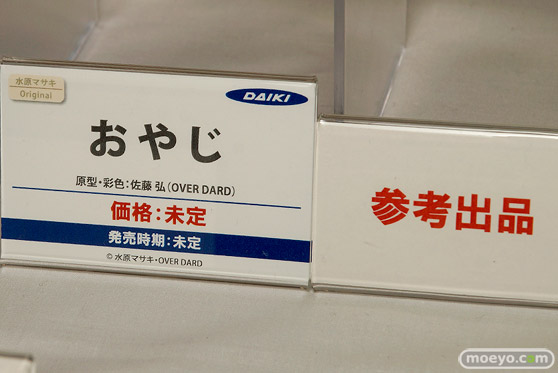 水原マサキ
Original
DAIKI
おやじ
原型・彩色:佐藤 弘(OVER DARD)
価格:未定
発売時期:未定
© 水原マサキ・OVER DARD
参考出品
moeyo.com